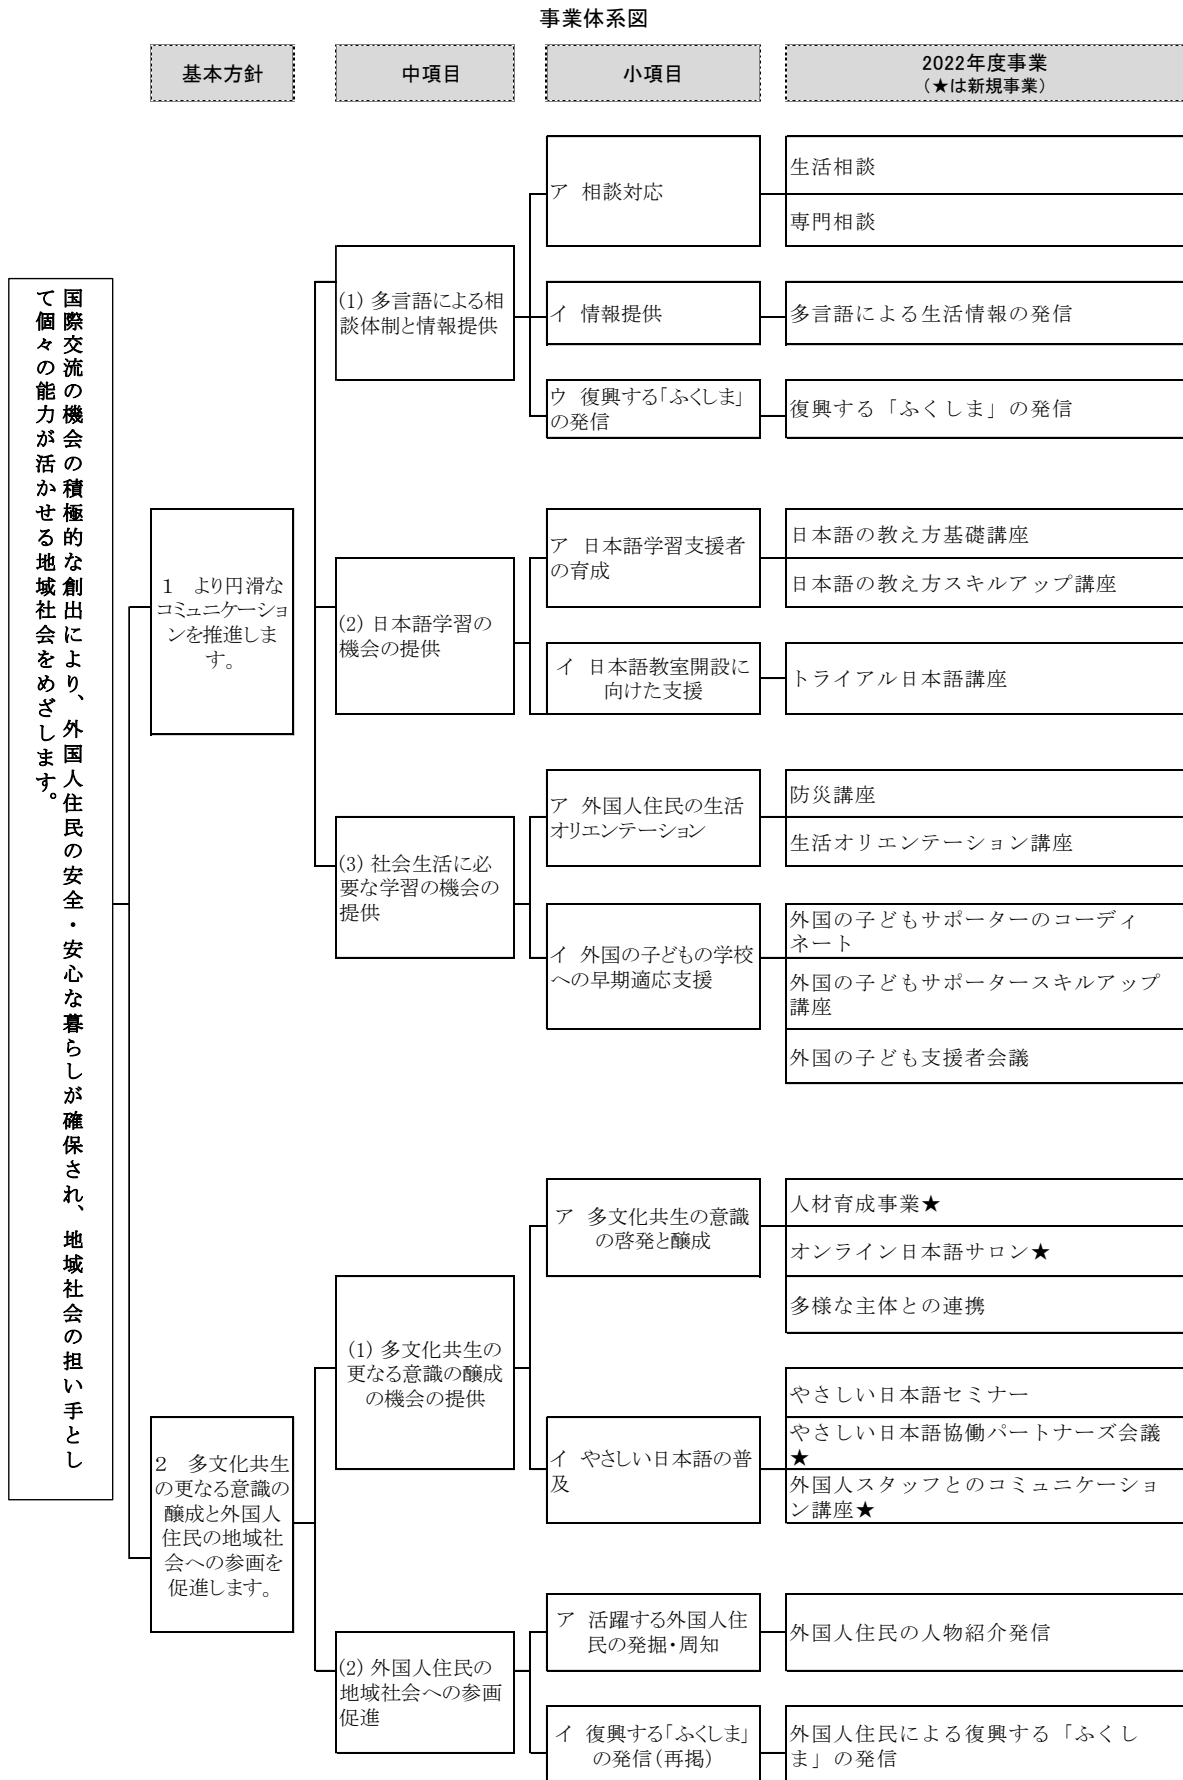 事業体系図
基本方針
中項目
小項目
2022年度事業
（★は新規事業）
国際交流の機会の積極的な創出により、外国人住民の安全・安心な暮らしが確保され、地域社会の担い手とし
て個々の能力が活かせる地域社会をめざします。
1　より円滑な
コミュニケーショ
ンを推進しま
す。
(1) 多言語による相
談体制と情報提供
ア 相談対応
生活相談
専門相談
イ 情報提供
多言語による生活情報の発信
ウ 復興する「ふくしま」
の発信
復興する「ふくしま」の発信
(2) 日本語学習の
機会の提供
ア 日本語学習支援者
の育成
日本語の教え方基礎講座
日本語の教え方スキルアップ講座
イ 日本語教室開設に
向けた支援
トライアル日本語講座
(3) 社会生活に必
要な学習の機会の
提供
ア 外国人住民の生活
オリエンテーション
防災講座
生活オリエンテーション講座
イ 外国の子どもの学校
への早期適応支援
外国の子どもサポーターのコーディ
ネート
外国の子どもサポータースキルアップ
講座
外国の子ども支援者会議
2　多文化共生
の更なる意識の
醸成と外国人
住民の地域社
会への参画を
促進します。
(1) 多文化共生の
更なる意識の醸成
の機会の提供
ア 多文化共生の意識
の啓発と醸成
人材育成事業★
オンライン日本語サロン★
多様な主体との連携
イ やさしい日本語の普
及
やさしい日本語セミナー
やさしい日本語協働パートナーズ会議
★
外国人スタッフとのコミュニケーショ
ン講座★
(2) 外国人住民の
地域社会への参画
促進
ア 活躍する外国人住
民の発掘・周知
外国人住民の人物紹介発信
イ 復興する「ふくしま」
の発信（再掲）
外国人住民による復興する「ふくし
ま」の発信